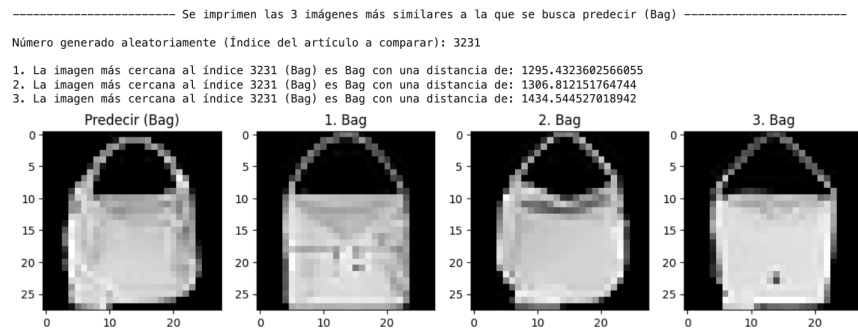 ------------------------ Se imprimen las 3 imágenes más similares a la que se busca predecir (Bag) ------------------------
Número generado aleatoriamente (Índice del artículo a comparar): 3231
1. La imagen más cercana al índice 3231 (Bag) es Bag con una distancia de: 1295.4323602566055
2. La imagen más cercana al índice 3231 (Bag) es Bag con una distancia de: 1306.812151764744
3. La imagen más cercana al índice 3231 (Bag) es Bag con una distancia de: 1434.544527018942
Predecir (Bag) 1. Bag 2. Bag 3. Bag
0 0 0 0
5 5 5 5
10 10 10 10
15 15 15 15
20 20 20 20
25 25 25 25
0 10 20 0 10 20 0 10 20 0 10 20